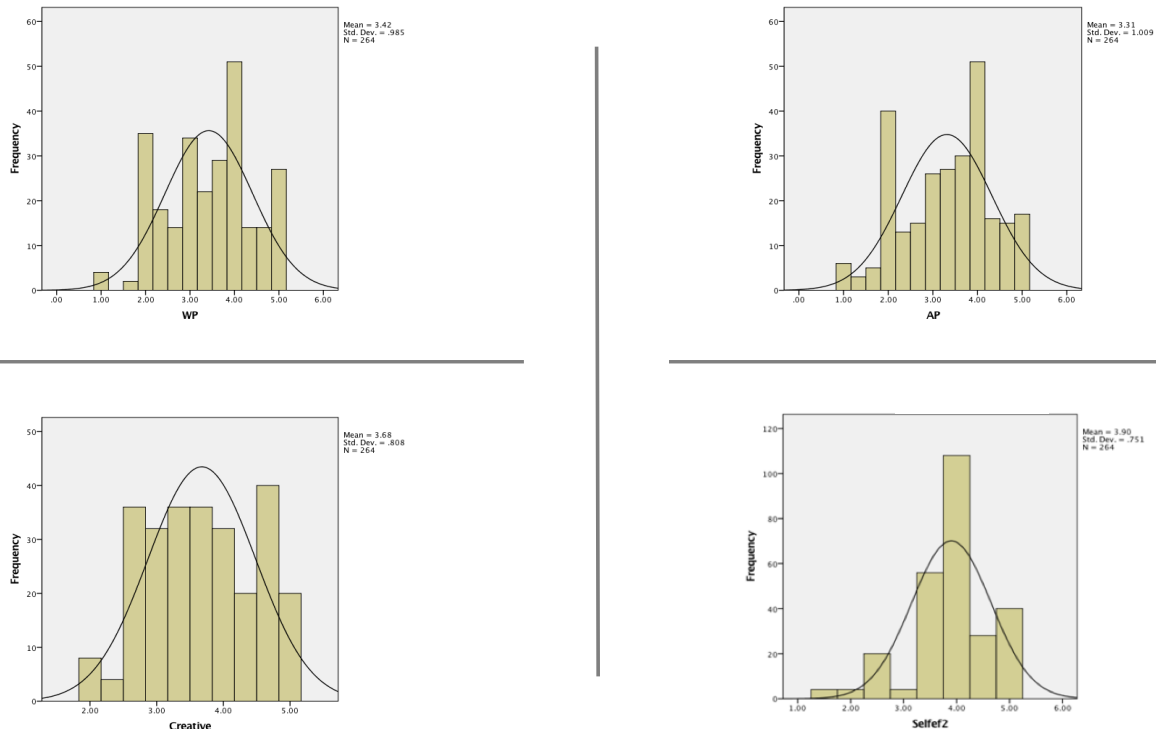 60
50
40
30
20
10
0
Frequency
.00 1.00 2.00 3.00 4.00 5.00 6.00
WP
Mean = 3.42
Std. Dev. = .985
N = 264
60
50
40
30
20
10
0
Frequency
.00 1.00 2.00 3.00 4.00 5.00 6.00
AP
Mean = 3.31
Std. Dev. = 1.009
N = 264
50
40
30
20
10
0
Frequency
2.00 3.00 4.00 5.00
Creative
Mean = 3.68
Std. Dev. = .808
N = 264
120
100
80
60
40
20
0
Frequency
1.00 2.00 3.00 4.00 5.00 6.00
Selfef2
Mean = 3.90
Std. Dev. = .751
N = 264